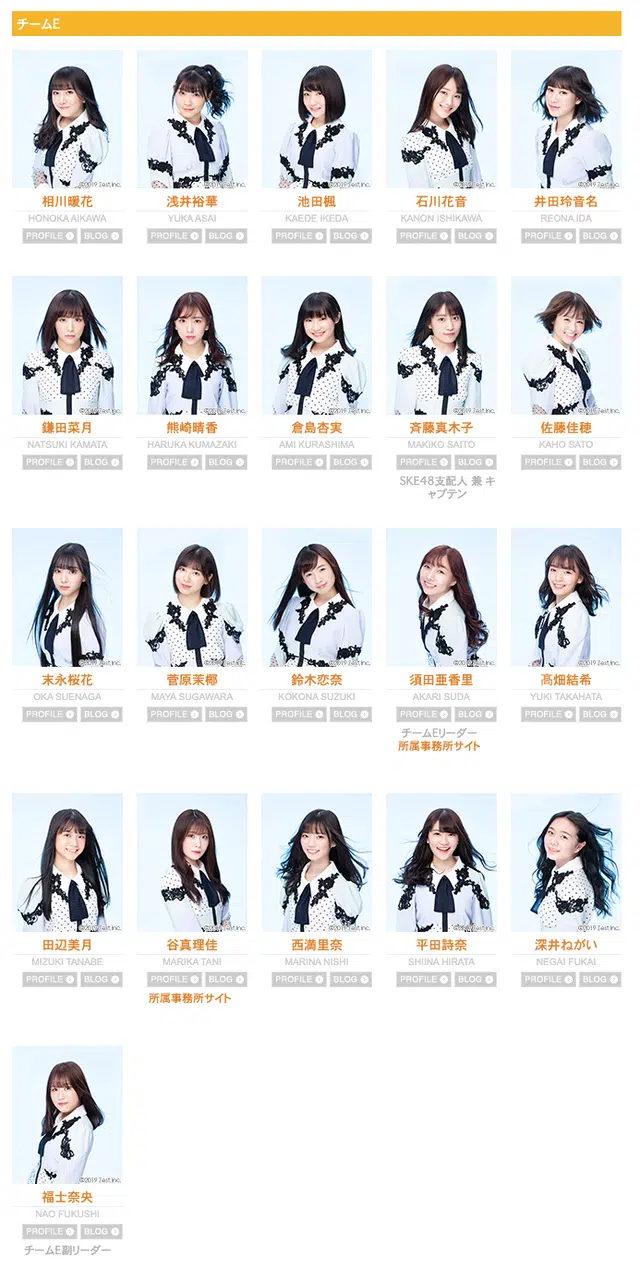 チームE
©2019 Zest,Inc. ©2019 Zest,Inc. ©2019 Zest,Inc. ©2019 Zest,Inc. ©2019 Zest,Inc.
相川暖花 浅井裕華 池田楓 石川花音 井田玲音名
HONOKA AIKAWA YUKA ASAI KAEDE IKEDA KANON ISHIKAWA REONA IDA
PROFILE BLOG PROFILE BLOG PROFILE BLOG PROFILE BLOG PROFILE BLOG
©2019 Zest,Inc. ©2019 Zest,Inc. ©2019 Zest,Inc. ©2019 Zest,Inc. ©2019 Zest,Inc.
鎌田菜月 熊崎晴香 倉島杏実 斉藤真木子 佐藤佳穂
NATSUKI KAMATA HARUKA KUMAZAKI AMI KURASHIMA MAKIKO SAITO KAHO SATO
PROFILE BLOG PROFILE BLOG PROFILE BLOG PROFILE BLOG PROFILE BLOG
SKE48支配人 兼 キ
ャプテン
©2019 Zest,Inc. ©2019 Zest,Inc. ©2019 Zest,Inc. ©2019 Zest,Inc. ©2019 Zest,Inc.
末永桜花 菅原茉椰 鈴木恋奈 須田亜香里 髙畑結希
OKA SUENAGA MAYA SUGAWARA KOKONA SUZUKI AKARI SUDA YUKI TAKAHATA
PROFILE BLOG PROFILE BLOG PROFILE BLOG PROFILE BLOG PROFILE BLOG
チームEリーダー
所属事務所サイト
©2019 Zest,Inc. ©2019 Zest,Inc. ©2019 Zest,Inc. ©2019 Zest,Inc. ©2019 Zest,Inc.
田辺美月 谷真理佳 西満里奈 平田詩奈 深井ねがい
MIZUKI TANABE MARIKA TANI MARINA NISHI SHIINA HIRATA NEGAI FUKAI
PROFILE BLOG PROFILE BLOG PROFILE BLOG PROFILE BLOG PROFILE BLOG
所属事務所サイト
©2019 Zest,Inc.
福士奈央
NAO FUKUSHI
PROFILE BLOG
チームE副リーダー